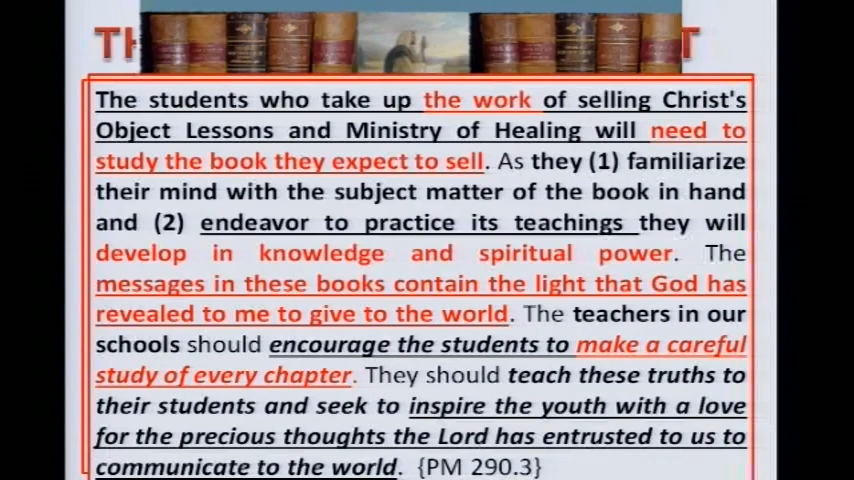 The students who take up the work of selling Christ's
Object Lessons and Ministry of Healing will need to
study the book they expect to sell. As they (1) familiarize
their mind with the subject matter of the book in hand
and (2) endeavor to practice its teachings they will
develop in knowledge and spiritual power. The
messages in these books contain the light that God has
revealed to me to give to the world. The teachers in our
schools should encourage the students to make a careful
study of every chapter. They should teach these truths to
their students and seek to inspire the youth with a love
for the precious thoughts the Lord has entrusted to us to
communicate to the world. {PM 290.3}